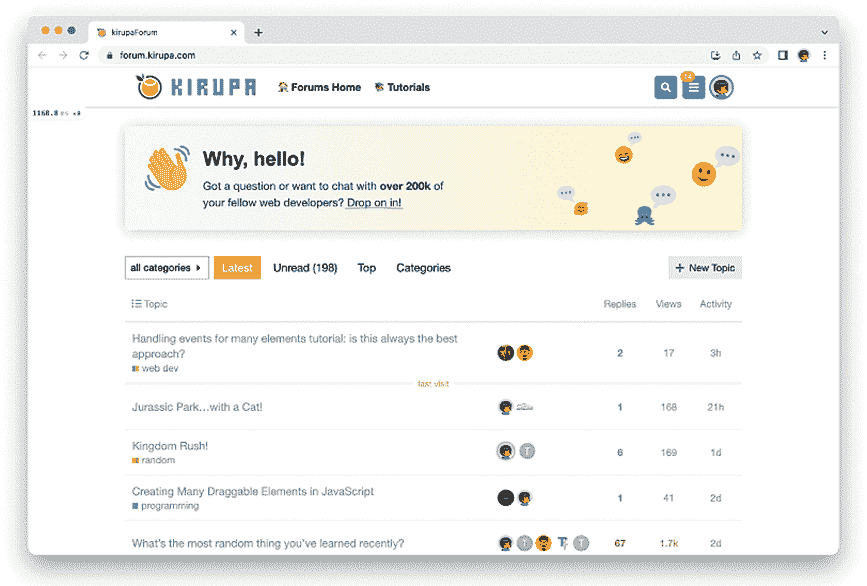 kirupaForum
forum.kirupa.com
KIRUPA Forums Home Tutorials
14
1168.8 ms x3
Why, hello!
Got a question or want to chat with over 200k of
your fellow web developers? Drop on in!
all categories Latest Unread (198) Top Categories + New Topic
Topic Replies Views Activity
Handling events for many elements tutorial: is this always the best
approach?
web dev
2 17 3h
last visit
Jurassic Park...with a Cat! 1 168 21h
Kingdom Rush!
random
6 169 1d
Creating Many Draggable Elements in JavaScript
programming
1 41 2d
What's the most random thing you've learned recently? 67 1.7k 2d